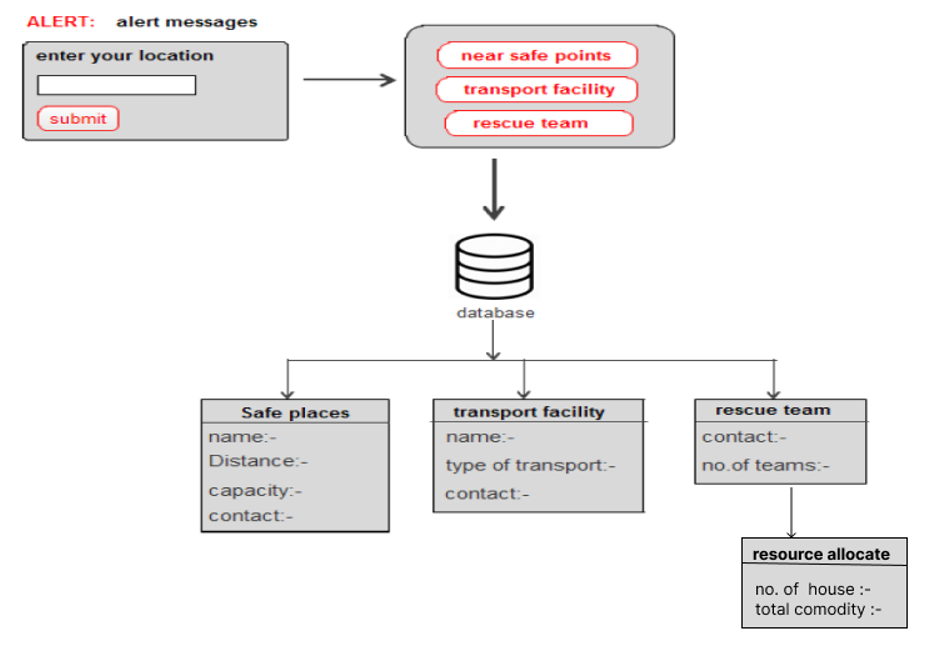 ALERT: alert messages
enter your location
submit
near safe points
transport facility
rescue team
database
Safe places
name:-
Distance:-
capacity:-
contact:-
transport facility
name:-
type of transport:-
contact:-
rescue team
contact:-
no.of teams:-
resource allocate
no. of house :-
total comodity :-